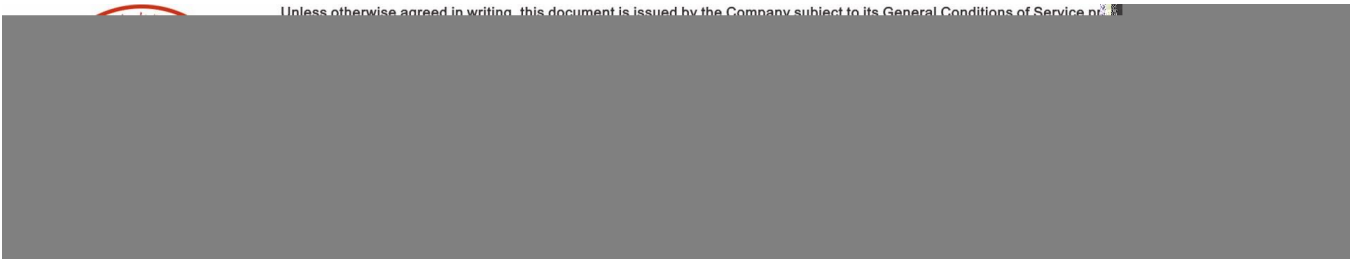 Unless otherwise agreed in writing, this document is issued by the Company subject to its General Conditions of Service